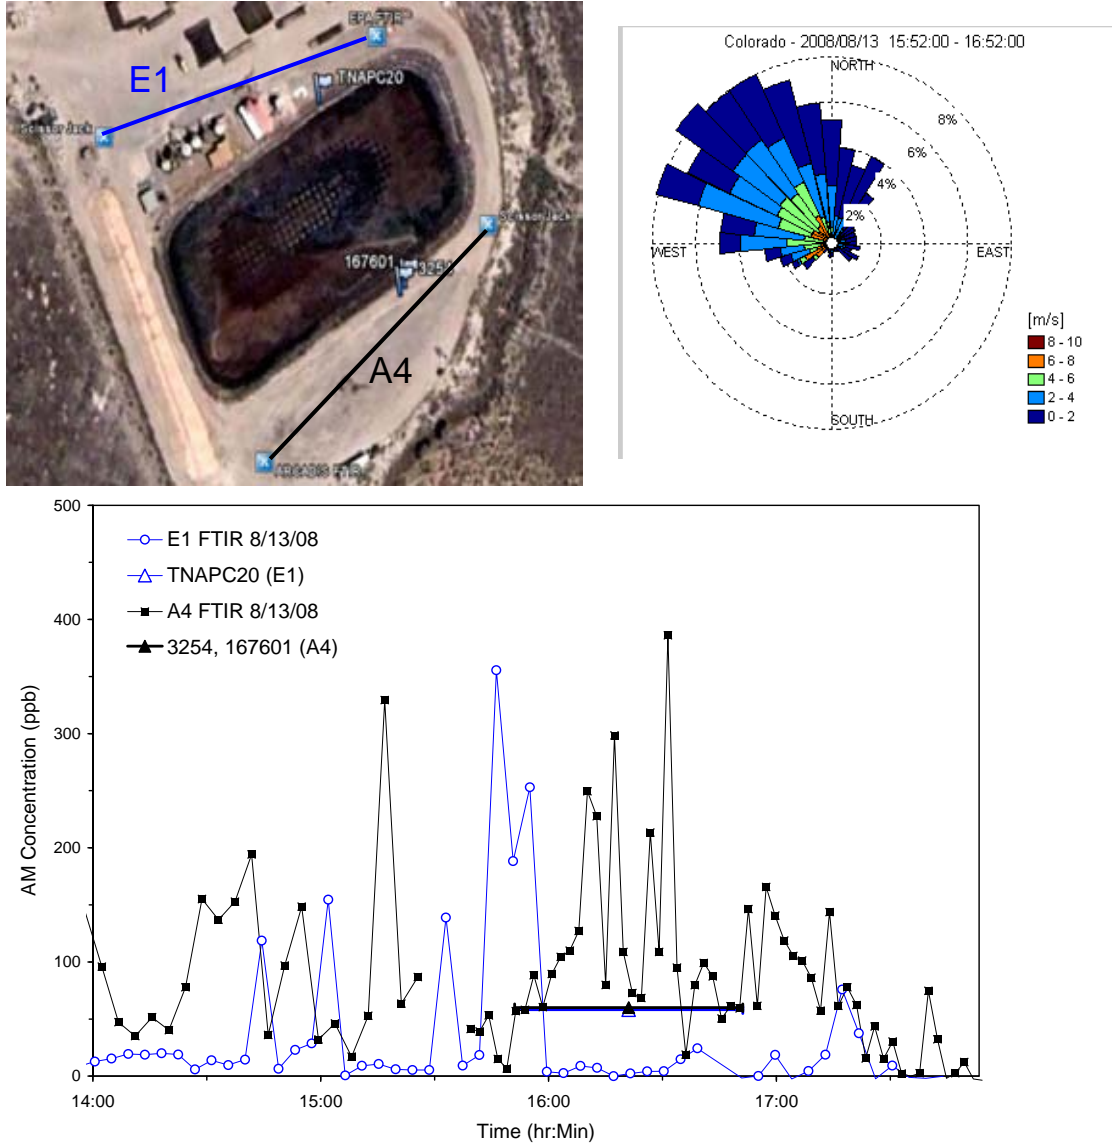 EPA FTIR
E1
TNAPC20
Scissor Jack
Scissor Jack
167601
3254
A4
ARCADIS FTIR
Colorado - 2008/08/13 15:52:00 - 16:52:00
NORTH
8%
6%
4%
2%
WEST
EAST
SOUTH
[m/s]
8 - 10
6 - 8
4 - 6
2 - 4
0 - 2
500
400
300
200
100
0
AM Concentration (ppb)
E1 FTIR 8/13/08
TNAPC20 (E1)
A4 FTIR 8/13/08
3254, 167601 (A4)
14:00
15:00
16:00
17:00
Time (hr:Min)